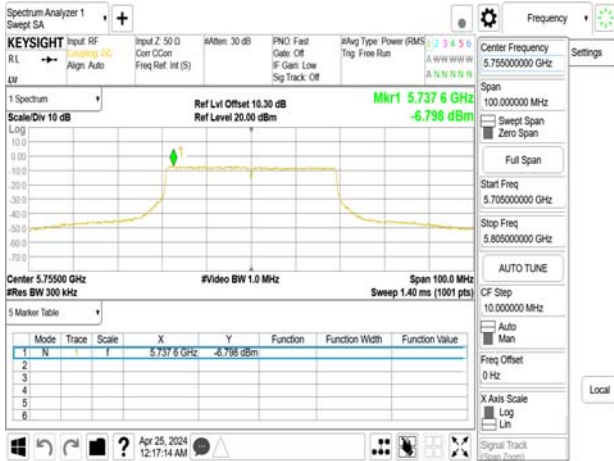 Spectrum Analyzer 1
Swept SA
Frequency
KEYSIGHT
RL
Input: RF
Coupling: DC
Align: Auto
Input Z: 50 Ω
Corr CCorr
Freq Ref: Int (S)
#Atten: 30 dB
PNO: Fast
Gate: Off
IF Gain: Low
Sig Track: Off
#Avg Type: Power (RMS
Trig: Free Run
1 2 3 4 5 6
A W W W W W
A N N N N N
Settings
Center Frequency
5.755000000 GHz
Span
100.000000 MHz
Swept Span
Zero Span
Full Span
Start Freq
5.705000000 GHz
Stop Freq
5.805000000 GHz
AUTO TUNE
CF Step
10.000000 MHz
Auto
Man
Freq Offset
0 Hz
X Axis Scale
Log
Lin
Signal Track
(Span Zoom)
Local
1 Spectrum
Scale/Div 10 dB
Ref Lvl Offset 10.30 dB
Ref Level 20.00 dBm
Mkr1 5.737 6 GHz
-6.798 dBm
Log
10.0
0.00
-10.0
-20.0
-30.0
-40.0
-50.0
-60.0
-70.0
1
Center 5.75500 GHz
#Res BW 300 kHz
#Video BW 1.0 MHz
Span 100.0 MHz
Sweep 1.40 ms (1001 pts)
5 Marker Table
Mode Trace Scale X Y Function Function Width Function Value
1 N 1 f 5.737 6 GHz -6.798 dBm
2
3
4
5
6
Apr 25, 2024
12:17:14 AM